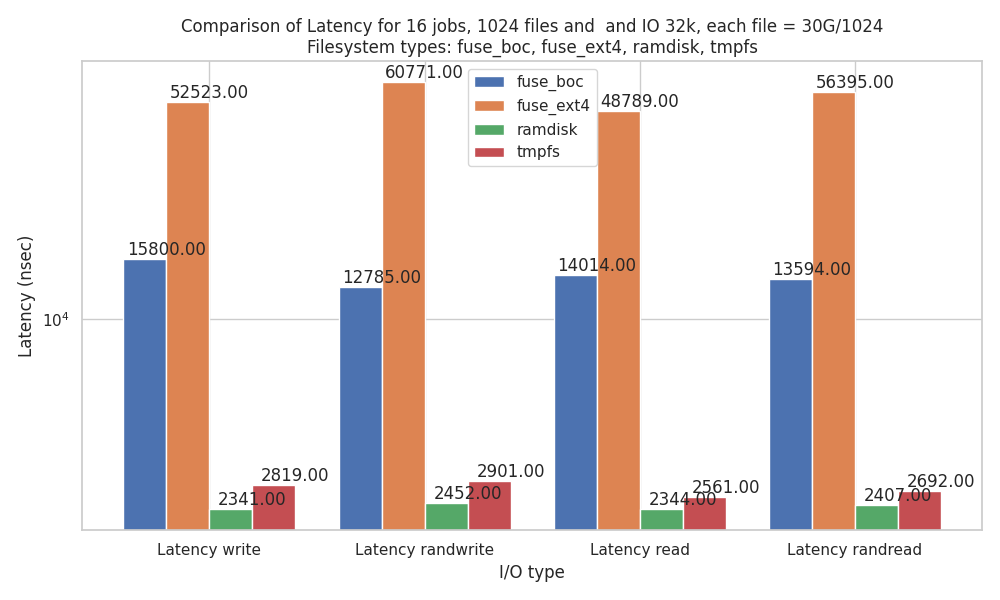 Comparison of Latency for 16 jobs, 1024 files and  and IO 32k, each file = 30G/1024
Filesystem types: fuse_boc, fuse_ext4, ramdisk, tmpfs
fuse_boc
fuse_ext4
ramdisk
tmpfs
Latency (nsec)
10⁴
15800.00
52523.00
2341.00
2819.00
12785.00
60771.00
2452.00
2901.00
14014.00
48789.00
2344.00
2561.00
13594.00
56395.00
2407.00
2692.00
Latency write
Latency randwrite
Latency read
Latency randread
I/O type